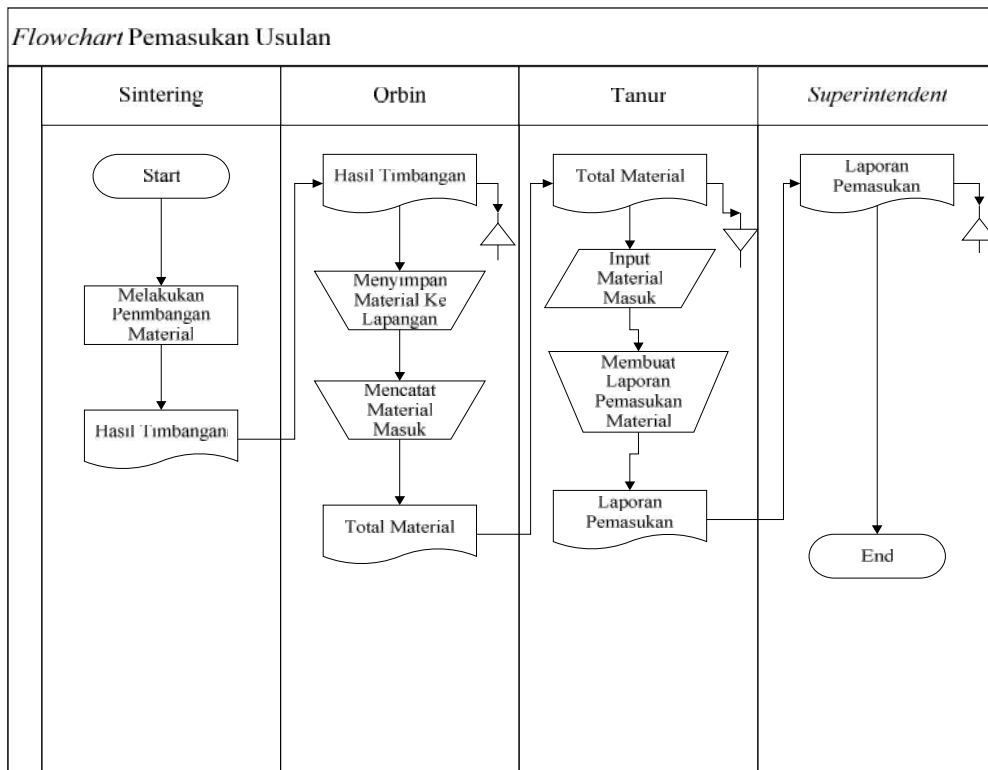 Flowchart Pemasukan Usulan
Sintering
Orbin
Tanur
Superintendent
Start
Melakukan
Penmbangan
Material
Hasil Timbangan
Hasil Timbangan
Menyimpan
Material Ke
Lapangan
Mencatat
Material
Masuk
Total Material
Total Material
Input
Material
Masuk
Membuat
Laporan
Pemasukan
Material
Laporan
Pemasukan
Laporan
Pemasukan
End